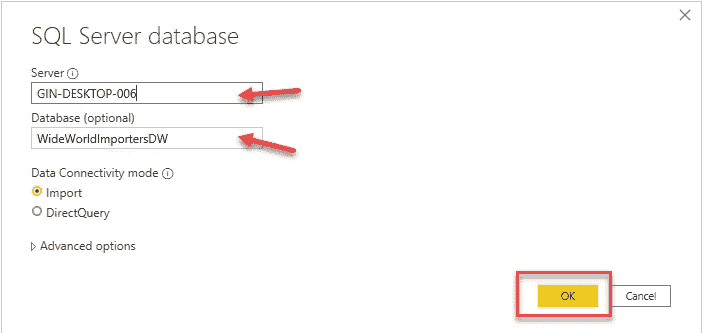 SQL Server database
Server
GIN-DESKTOP-006
Database (optional)
WideWorldImportersDW
Data Connectivity mode
Import
DirectQuery
Advanced options
OK
Cancel